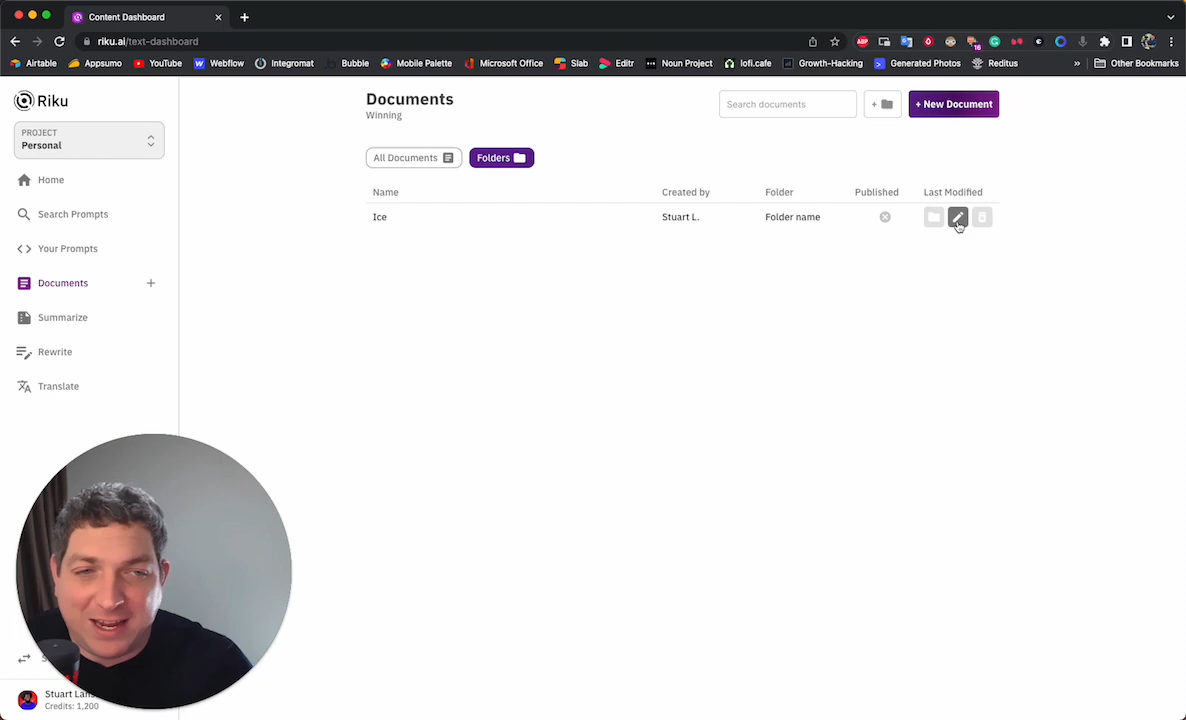 Content Dashboard
riku.ai/text-dashboard
ABP
16
Airtable
Appsumo
YouTube
Webflow
Integromat
Bubble
Mobile Palette
Microsoft Office
Slab
Editr
Noun Project
lofi.cafe
Growth-Hacking
Generated Photos
Reditus
»
Other Bookmarks
Riku
PROJECT
Personal
Home
Search Prompts
Your Prompts
Documents
Summarize
Rewrite
Translate
Stuart
Credits: 1,200
Documents
Winning
Search documents
+
+ New Document
All Documents
Folders
Name Created by Folder Published Last Modified
Ice Stuart L. Folder name